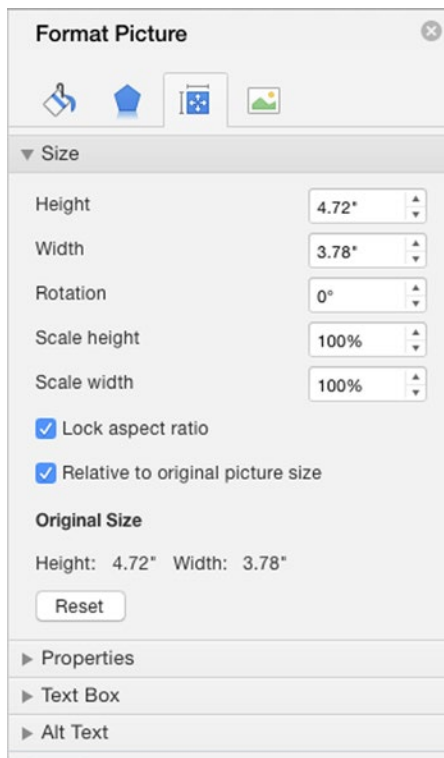 Format Picture
Size
Height 4.72"
Width 3.78"
Rotation 0°
Scale height 100%
Scale width 100%
Lock aspect ratio
Relative to original picture size
Original Size
Height: 4.72" Width: 3.78"
Reset
Properties
Text Box
Alt Text